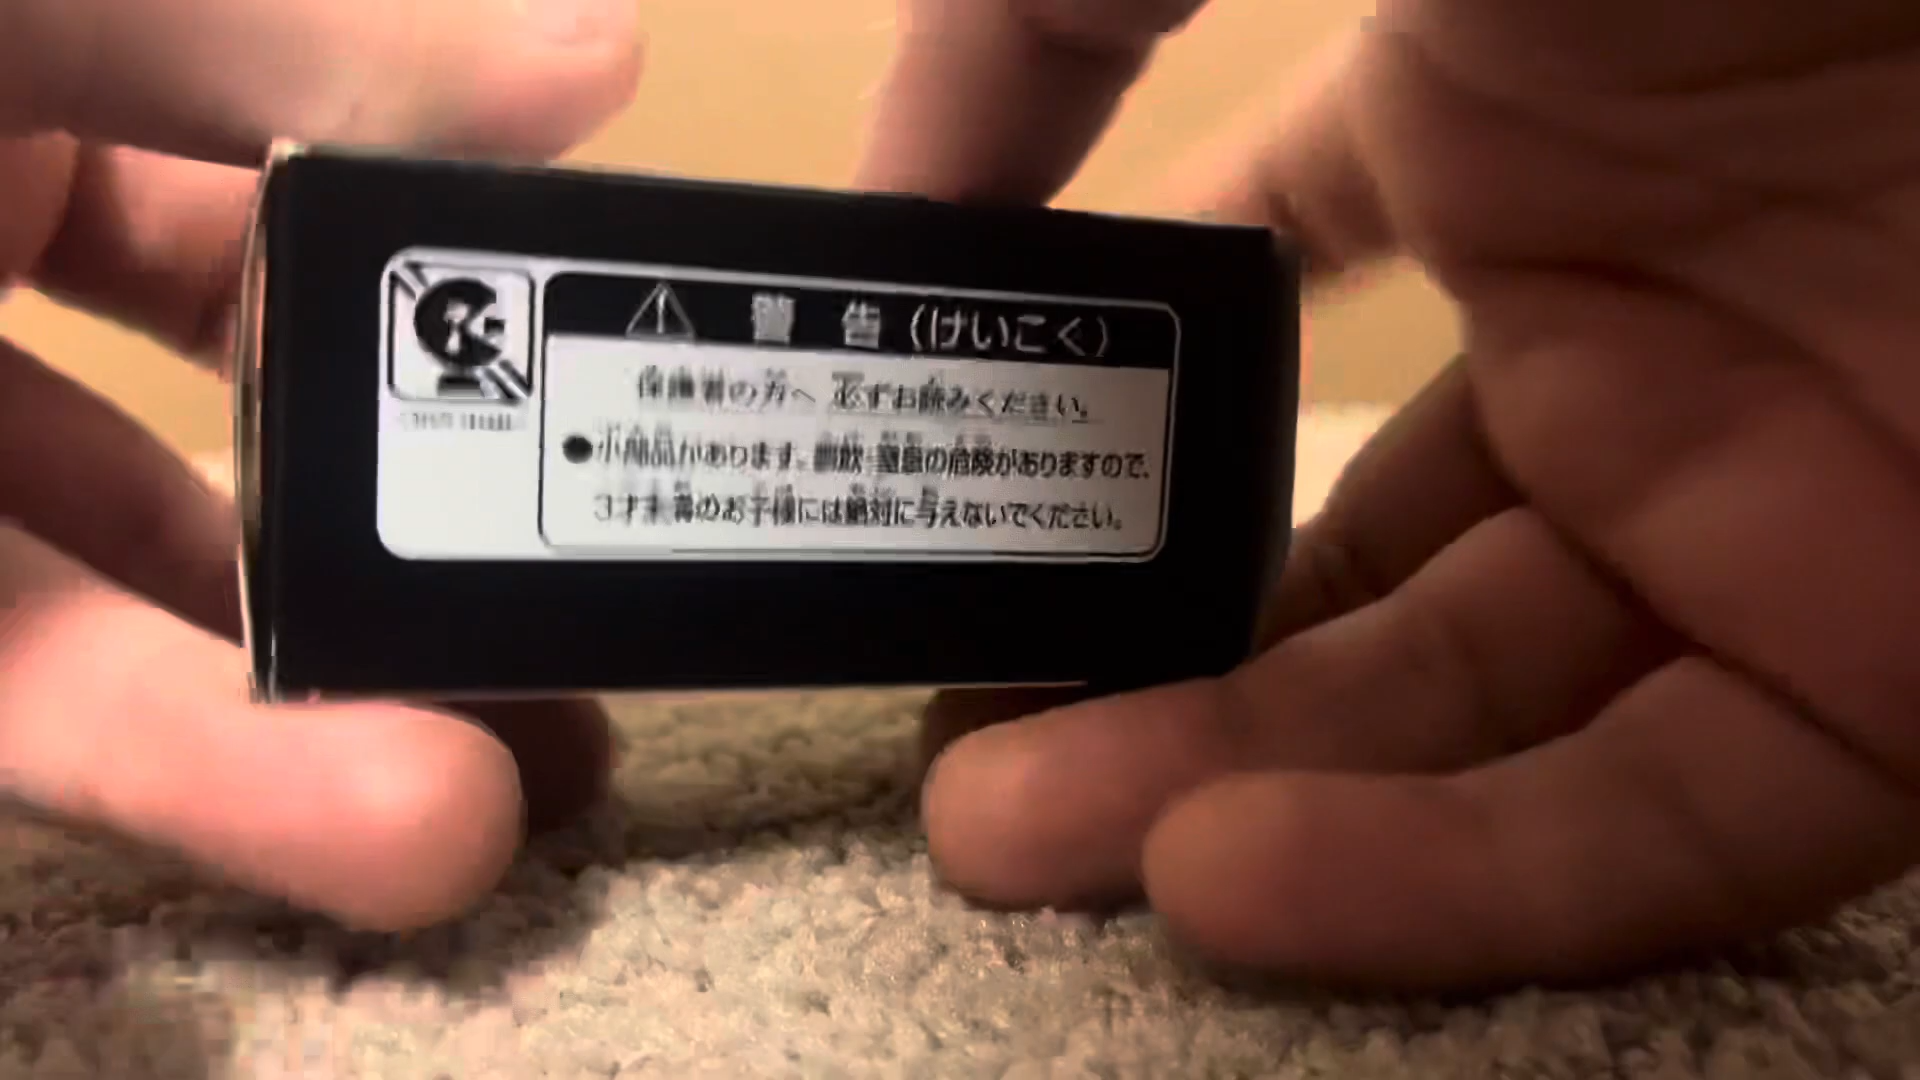 警告(けいこく)
保護者の方へ 必ずお読みください。
●小部品があります。誤飲・窒息の危険がありますので、
3才未満のお子様には絶対に与えないでください。